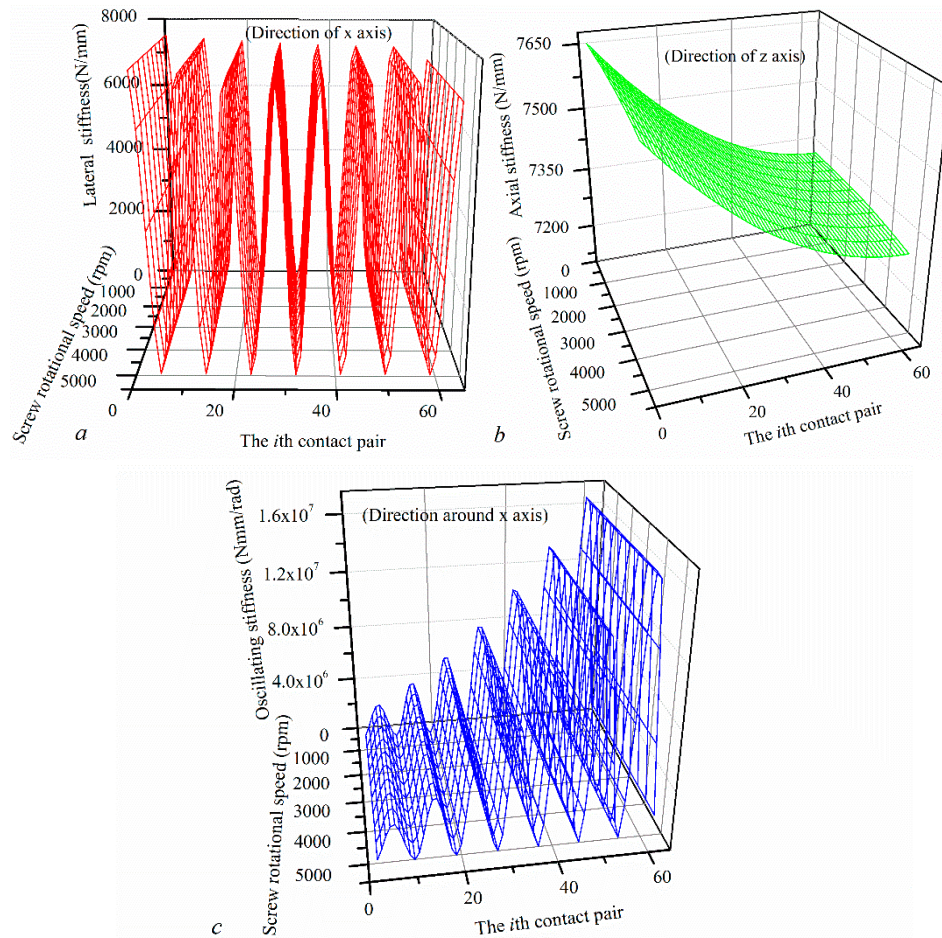 8000
(Direction of x axis)
6000
4000
2000
0
Lateral stiffness(N/mm)
1000
2000
3000
4000
5000
Screw rotational speed (rpm)
0
20
40
60
The ith contact pair
a
7650
(Direction of z axis)
7500
7350
7200
Axial stiffness (N/mm)
0
1000
2000
3000
4000
5000
Screw rotational speed (rpm)
0
20
40
60
The ith contact pair
b
1.6x10⁷
(Direction around x axis)
1.2x10⁷
8.0x10⁶
4.0x10⁶
Oscillating stiffness (Nmm/rad)
0
1000
2000
3000
4000
5000
Screw rotational speed (rpm)
0
20
40
60
The ith contact pair
c